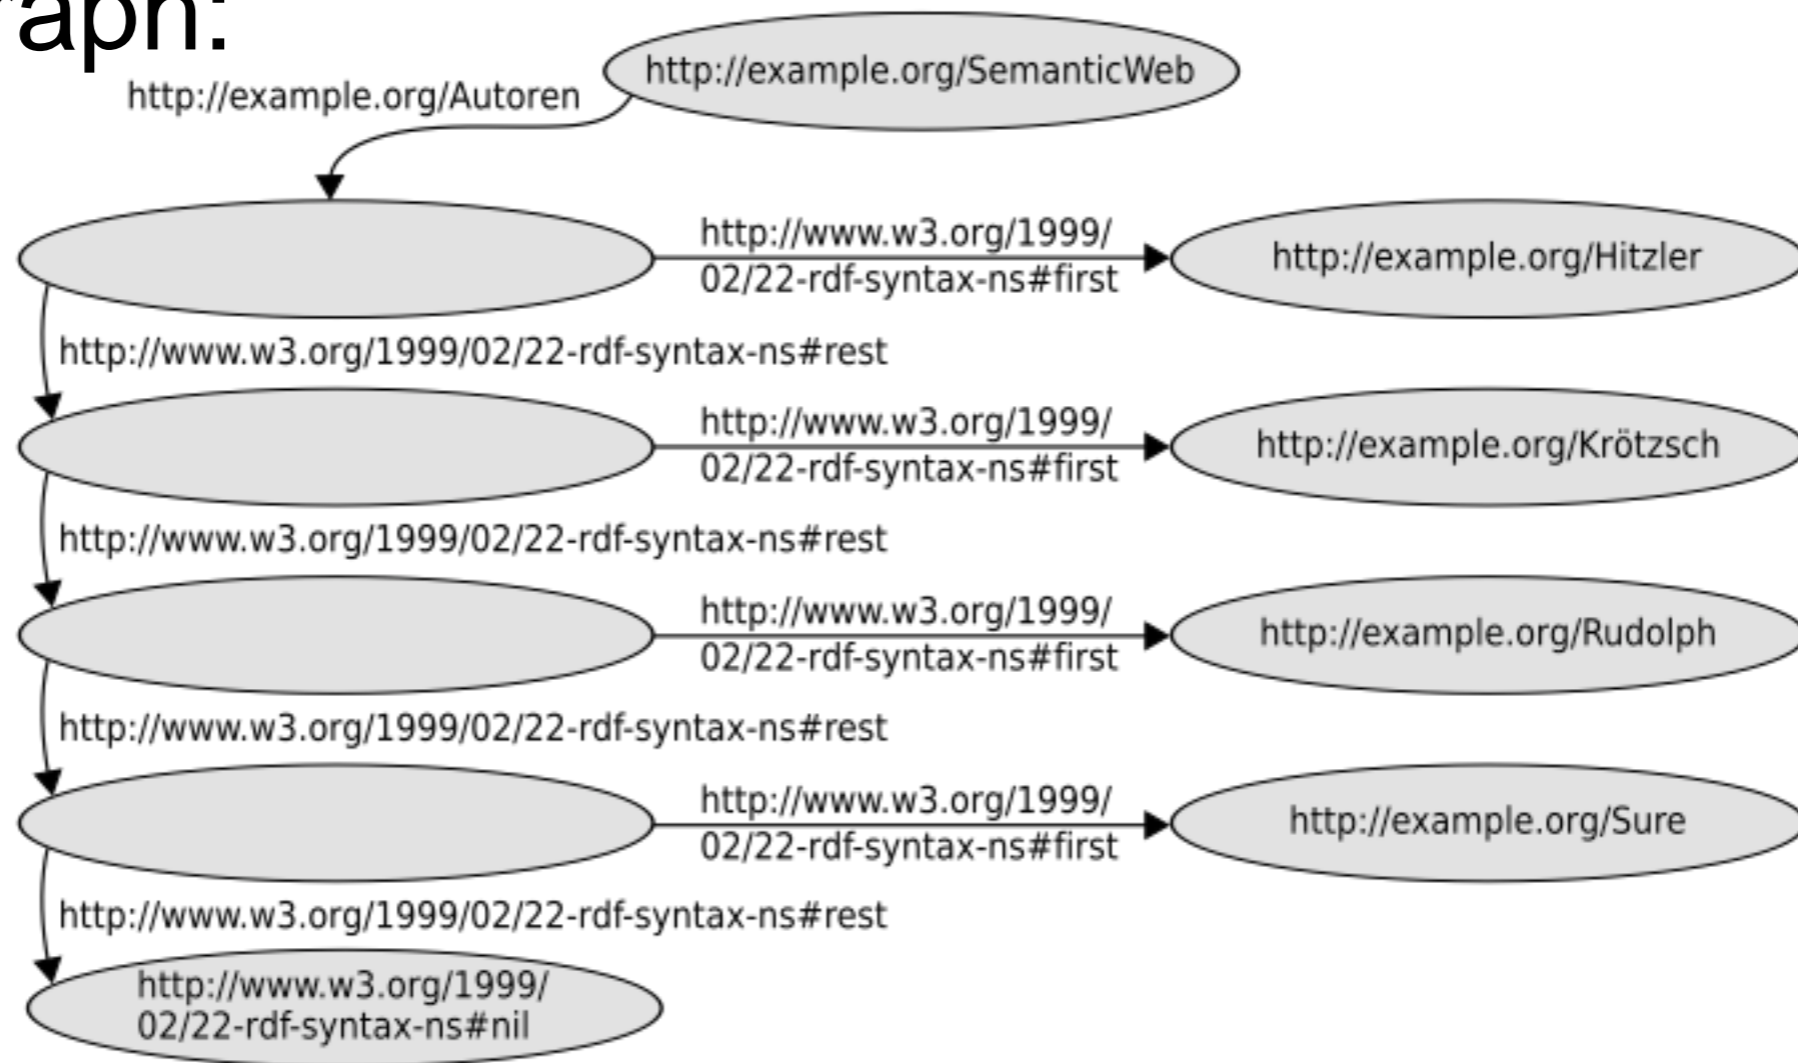 raph:
http://example.org/SemanticWeb
http://example.org/Autoren
http://www.w3.org/1999/
02/22-rdf-syntax-ns#first
http://example.org/Hitzler
http://www.w3.org/1999/02/22-rdf-syntax-ns#rest
http://www.w3.org/1999/
02/22-rdf-syntax-ns#first
http://example.org/Krötzsch
http://www.w3.org/1999/02/22-rdf-syntax-ns#rest
http://www.w3.org/1999/
02/22-rdf-syntax-ns#first
http://example.org/Rudolph
http://www.w3.org/1999/02/22-rdf-syntax-ns#rest
http://www.w3.org/1999/
02/22-rdf-syntax-ns#first
http://example.org/Sure
http://www.w3.org/1999/02/22-rdf-syntax-ns#rest
http://www.w3.org/1999/
02/22-rdf-syntax-ns#nil